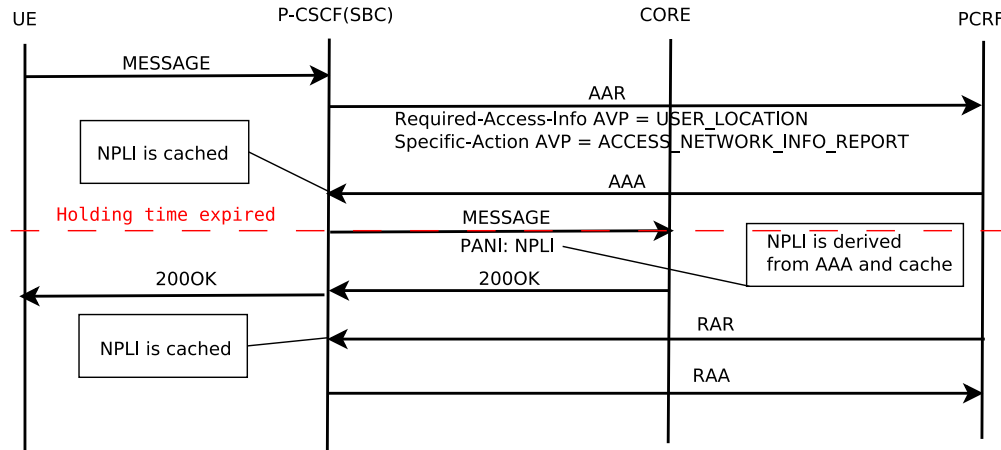 UE
P-CSCF(SBC)
CORE
PCRF
MESSAGE
AAR
Required-Access-Info AVP = USER_LOCATION
Specific-Action AVP = ACCESS_NETWORK_INFO_REPORT
NPLI is cached
AAA
Holding time expired
MESSAGE
PANI: NPLI
NPLI is derived
from AAA and cache
200OK
200OK
RAR
NPLI is cached
RAA